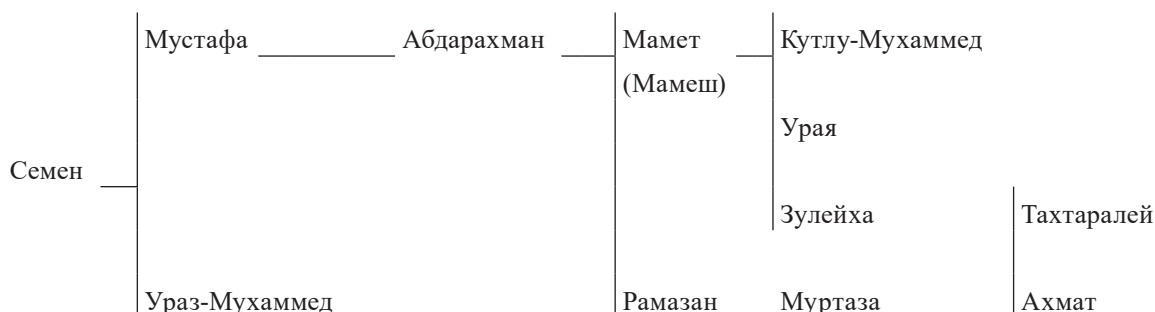 Мустафа Абдарахман Мамет Кутлу-Мухаммед
(Мамеш)
Урая
Семен
Зулейха Тахтаралей
Ураз-Мухаммед Рамазан Муртаза Ахмат